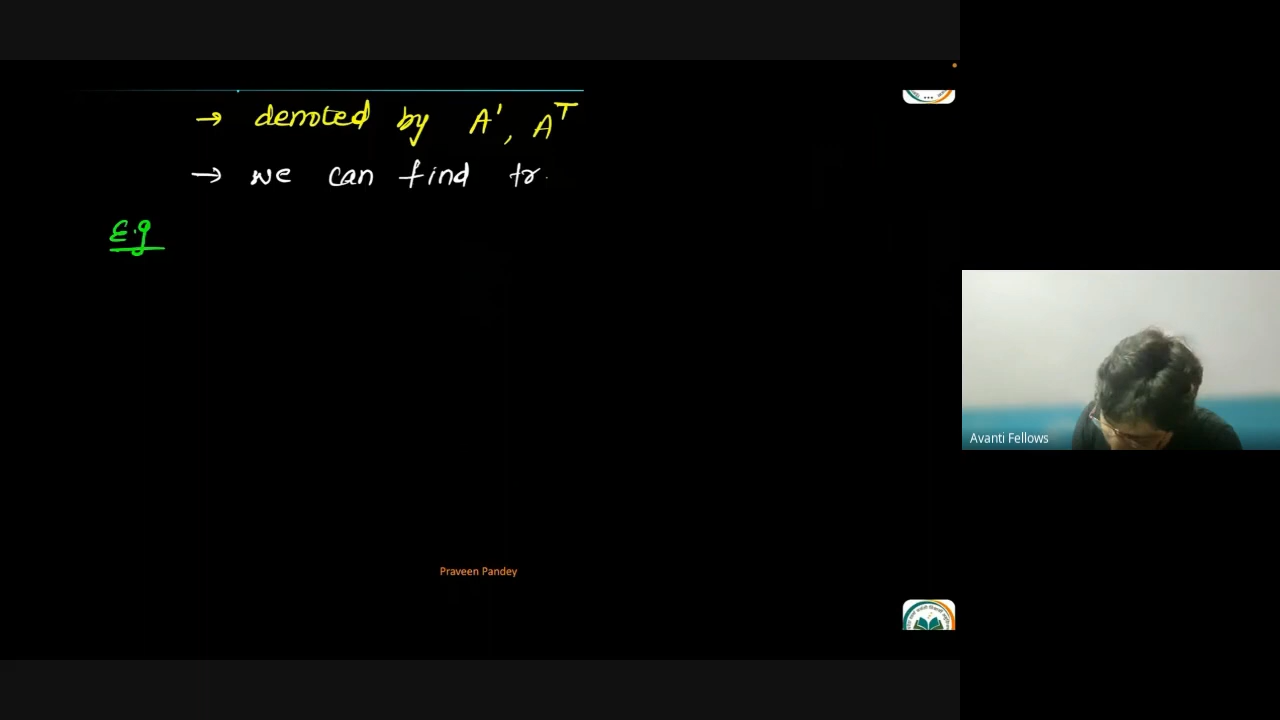 → denoted by A', A^T
→ we can find tr.
E.g
Avanti Fellows
Praveen Pandey